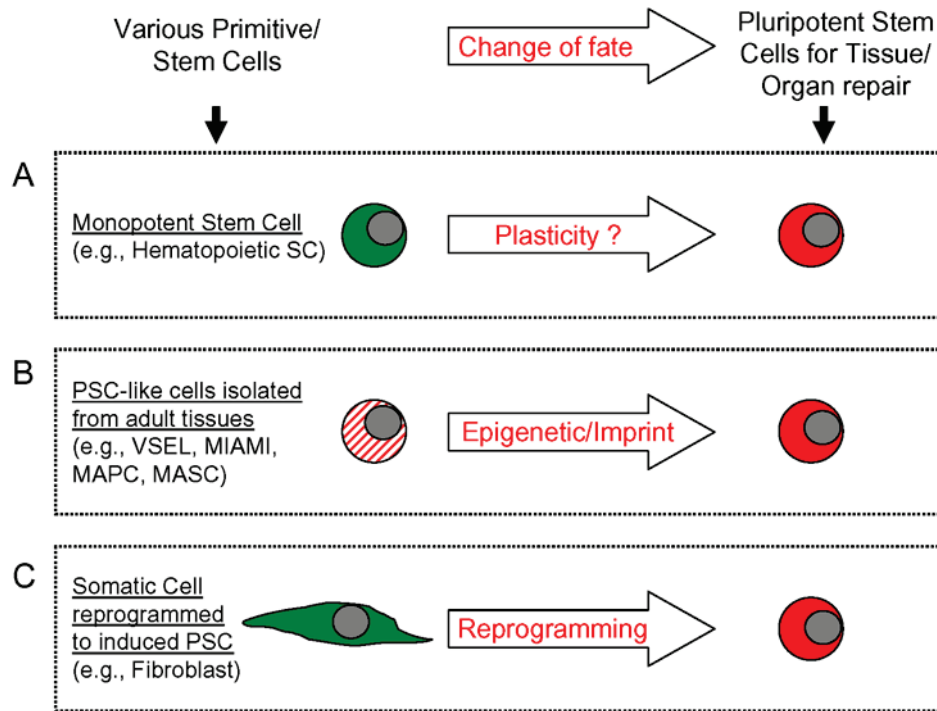 Various Primitive/
Stem Cells
Change of fate
Pluripotent Stem
Cells for Tissue/
Organ repair
A
Monopotent Stem Cell
(e.g., Hematopoietic SC)
Plasticity ?
B
PSC-like cells isolated
from adult tissues
(e.g., VSEL, MIAMI,
MAPC, MASC)
Epigenetic/Imprint
C
Somatic Cell
reprogrammed
to induced PSC
(e.g., Fibroblast)
Reprogramming